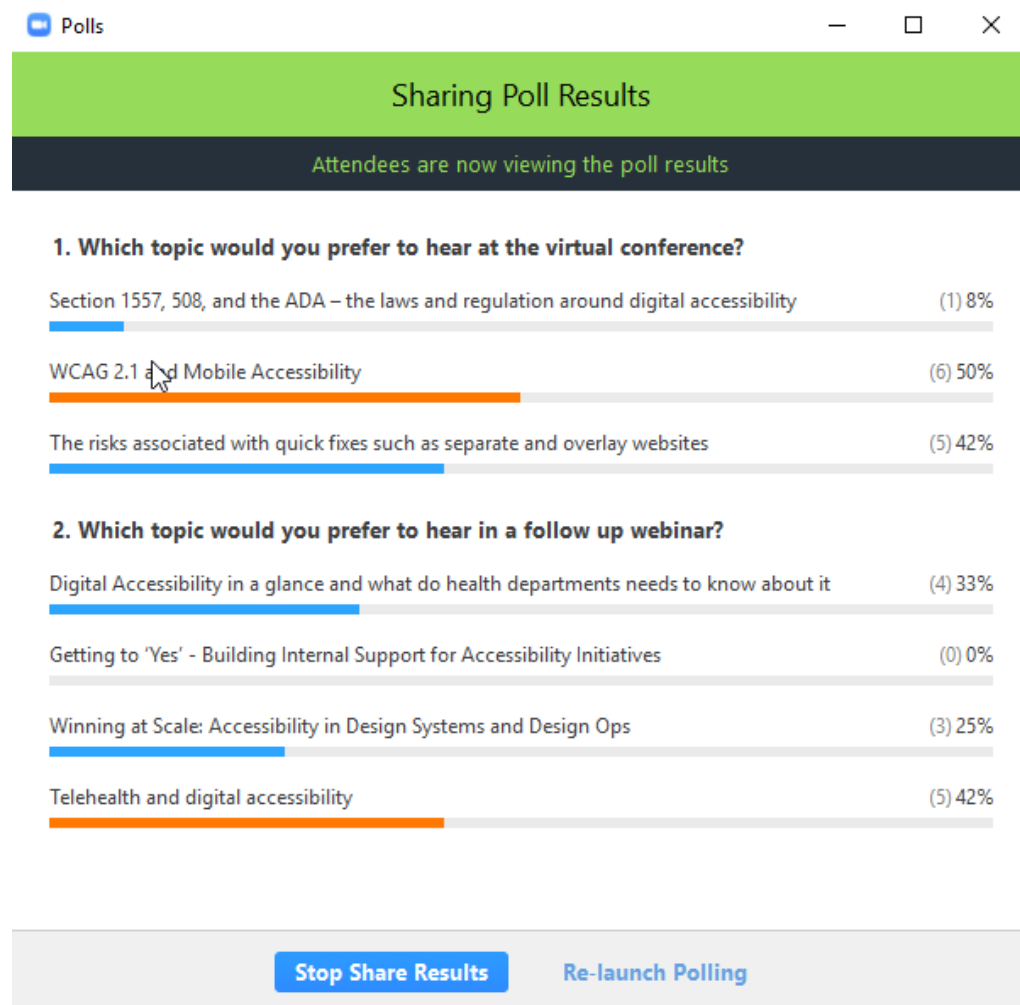 Polls
Sharing Poll Results
Attendees are now viewing the poll results
1. Which topic would you prefer to hear at the virtual conference?
Section 1557, 508, and the ADA – the laws and regulation around digital accessibility (1) 8%
WCAG 2.1 and Mobile Accessibility (6) 50%
The risks associated with quick fixes such as separate and overlay websites (5) 42%
2. Which topic would you prefer to hear in a follow up webinar?
Digital Accessibility in a glance and what do health departments needs to know about it (4) 33%
Getting to ‘Yes’ - Building Internal Support for Accessibility Initiatives (0) 0%
Winning at Scale: Accessibility in Design Systems and Design Ops (3) 25%
Telehealth and digital accessibility (5) 42%
Stop Share Results Re-launch Polling